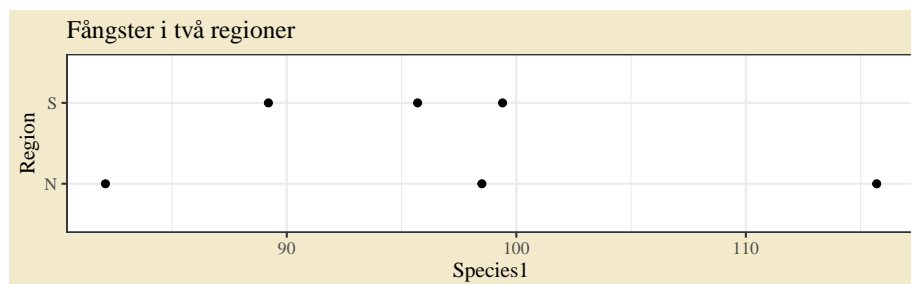 Fångster i två regioner
S
N
Region
90 100 110
Species1